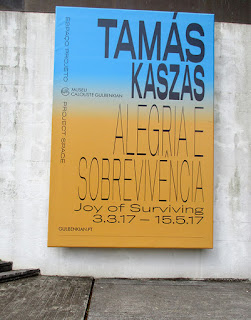 ESPAÇO PROJETO
PROJECT SPACE
TAMÁS
KASZÁS
MUSEU
CALOUSTE GULBENKIAN
ALEGRIA E
SOBREVIVÊNCIA
Joy of Surviving
3.3.17 — 15.5.17
GULBENKIAN.PT